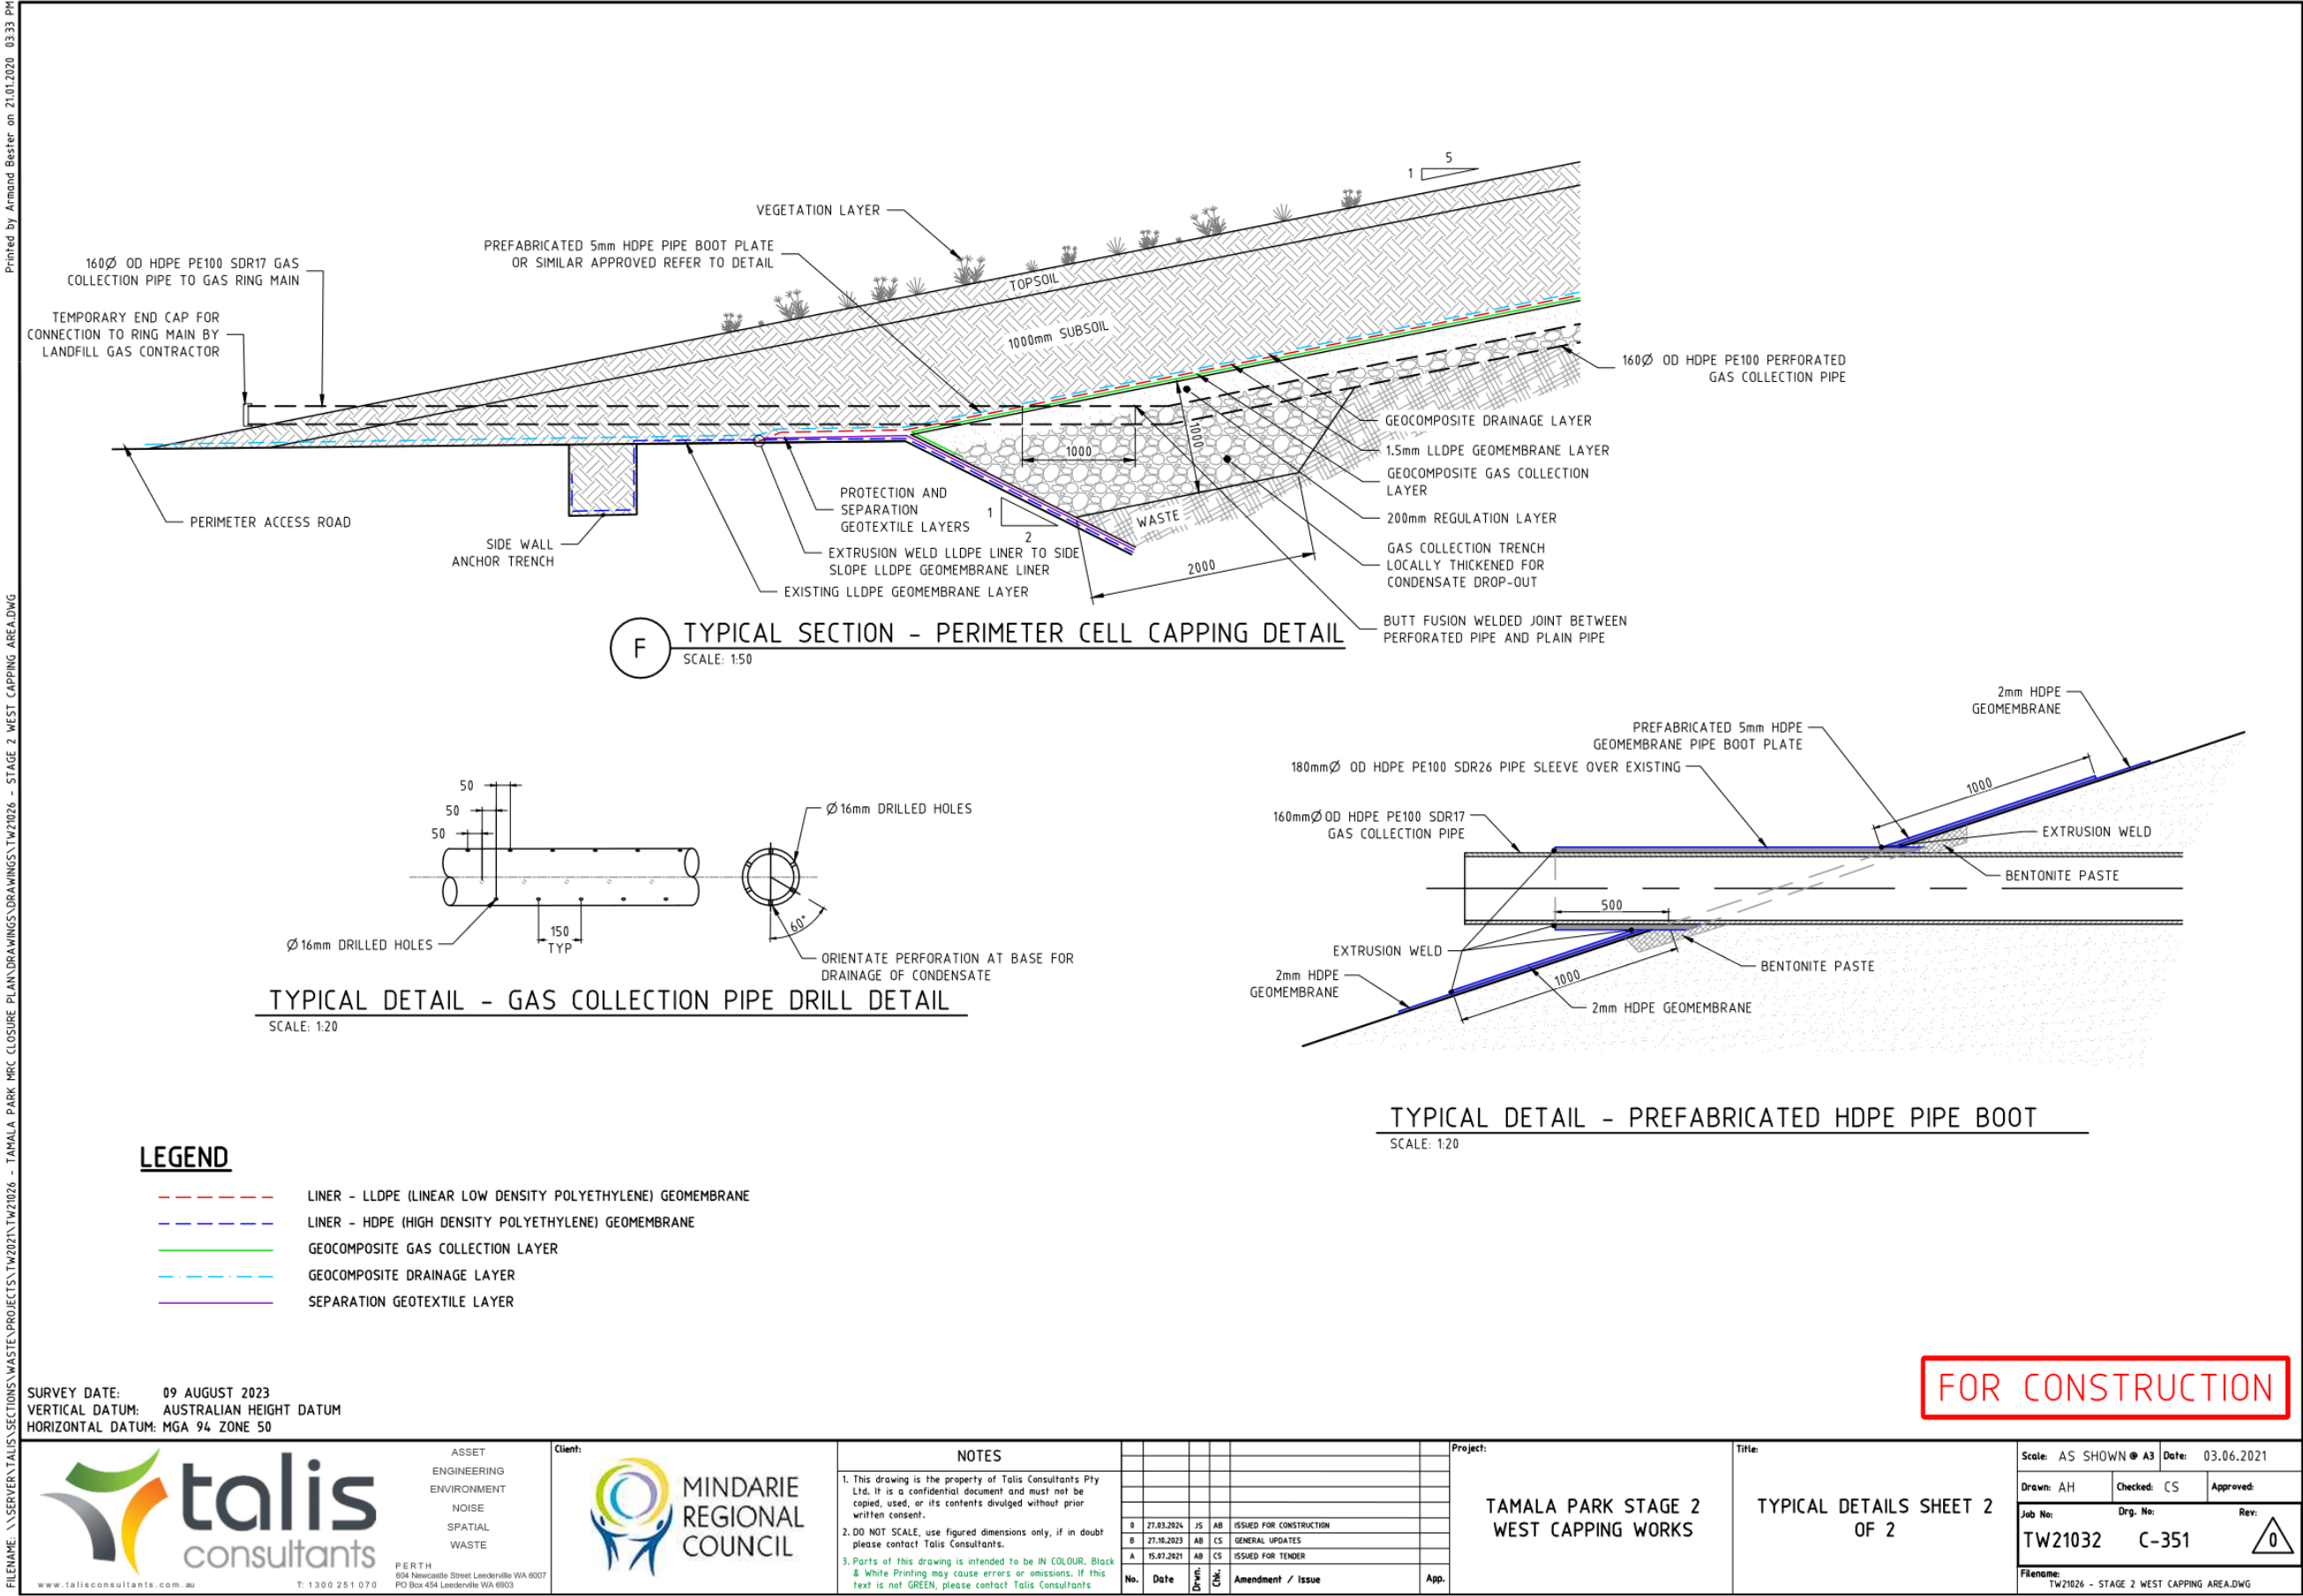 Printed by Armand Bester on 21.01.2020 03:33 PM
FILENAME: \\SERVER\TALIS\SECTIONS\WASTE\PROJECTS\TW2021\TW21026 - TAMALA PARK MRC CLOSURE PLAN\DRAWINGS\DRAWINGS\TW21026 - STAGE 2 WEST CAPPING AREA.DWG
5
1
VEGETATION LAYER
PREFABRICATED 5mm HDPE PIPE BOOT PLATE
OR SIMILAR APPROVED REFER TO DETAIL
160Ø OD HDPE PE100 SDR17 GAS
COLLECTION PIPE TO GAS RING MAIN
TEMPORARY END CAP FOR
CONNECTION TO RING MAIN BY
LANDFILL GAS CONTRACTOR
TOPSOIL
1000mm SUBSOIL
160Ø OD HDPE PE100 PERFORATED
GAS COLLECTION PIPE
GEOCOMPOSITE DRAINAGE LAYER
1.5mm LLDPE GEOMEMBRANE LAYER
GEOCOMPOSITE GAS COLLECTION
LAYER
200mm REGULATION LAYER
GAS COLLECTION TRENCH
LOCALLY THICKENED FOR
CONDENSATE DROP-OUT
BUTT FUSION WELDED JOINT BETWEEN
PERFORATED PIPE AND PLAIN PIPE
1000
1000
WASTE
2000
1
2
PERIMETER ACCESS ROAD
SIDE WALL
ANCHOR TRENCH
PROTECTION AND
SEPARATION
GEOTEXTILE LAYERS
EXTRUSION WELD LLDPE LINER TO SIDE
SLOPE LLDPE GEOMEMBRANE LINER
EXISTING LLDPE GEOMEMBRANE LAYER
F
TYPICAL SECTION - PERIMETER CELL CAPPING DETAIL
SCALE: 1:50
50
50
50
Ø16mm DRILLED HOLES
Ø16mm DRILLED HOLES
150
TYP
60°
ORIENTATE PERFORATION AT BASE FOR
DRAINAGE OF CONDENSATE
TYPICAL DETAIL - GAS COLLECTION PIPE DRILL DETAIL
SCALE: 1:20
2mm HDPE
GEOMEMBRANE
PREFABRICATED 5mm HDPE
GEOMEMBRANE PIPE BOOT PLATE
180mmØ OD HDPE PE100 SDR26 PIPE SLEEVE OVER EXISTING
160mmØ OD HDPE PE100 SDR17
GAS COLLECTION PIPE
1000
EXTRUSION WELD
BENTONITE PASTE
500
EXTRUSION WELD
2mm HDPE
GEOMEMBRANE
BENTONITE PASTE
1000
2mm HDPE GEOMEMBRANE
TYPICAL DETAIL - PREFABRICATED HDPE PIPE BOOT
SCALE: 1:20
LEGEND
LINER - LLDPE (LINEAR LOW DENSITY POLYETHYLENE) GEOMEMBRANE
LINER - HDPE (HIGH DENSITY POLYETHYLENE) GEOMEMBRANE
GEOCOMPOSITE GAS COLLECTION LAYER
GEOCOMPOSITE DRAINAGE LAYER
SEPARATION GEOTEXTILE LAYER
SURVEY DATE: 09 AUGUST 2023
VERTICAL DATUM: AUSTRALIAN HEIGHT DATUM
HORIZONTAL DATUM: MGA 94 ZONE 50
FOR CONSTRUCTION
talis
consultants
www.talisconsultants.com.au
T: 1300 251 070
ASSET
ENGINEERING
ENVIRONMENT
NOISE
SPATIAL
WASTE
PERTH
604 Newcastle Street Leederville WA 6007
PO Box 454 Leederville WA 6903
Client:
MINDARIE
REGIONAL
COUNCIL
NOTES
1. This drawing is the property of Talis Consultants Pty
Ltd. It is a confidential document and must not be
copied, used, or its contents divulged without prior
written consent.
2. DO NOT SCALE, use figured dimensions only, if in doubt
please contact Talis Consultants.
3. Parts of this drawing is intended to be IN COLOUR. Black
& White Printing may cause errors or omissions. If this
text is not GREEN, please contact Talis Consultants
0 27.03.2024 JS AB ISSUED FOR CONSTRUCTION
B 27.10.2023 AB CS GENERAL UPDATES
A 15.07.2021 AB CS ISSUED FOR TENDER
No. Date Drwn. Chk. Amendment / Issue App.
Project:
TAMALA PARK STAGE 2
WEST CAPPING WORKS
Title:
TYPICAL DETAILS SHEET 2
OF 2
Scale: AS SHOWN @ A3 Date: 03.06.2021
Drawn: AH Checked: CS Approved:
Job No: Drg. No: Rev:
TW21032 C-351 0
Filename:
TW21026 - STAGE 2 WEST CAPPING AREA.DWG